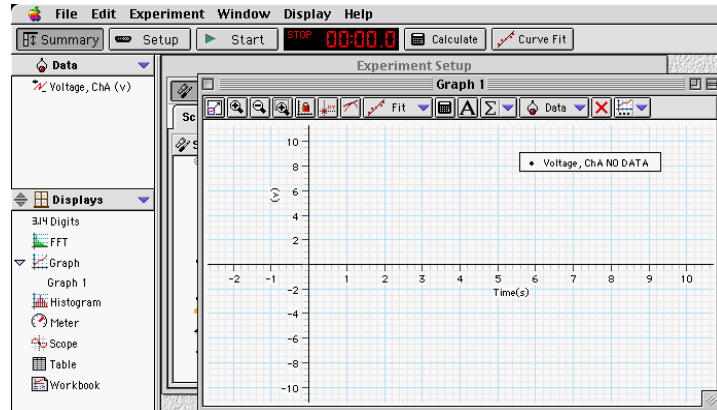 File Edit Experiment Window Display Help
Summary Setup Start STOP 00:00.0 Calculate Curve Fit
Data
Voltage, ChA (v)
Displays
3.14 Digits
FFT
Graph
Graph 1
Histogram
Meter
Scope
Table
Workbook
Experiment Setup
Sc
S
Graph 1
Fit A Σ Data
Voltage, ChA NO DATA
10
8
6
4
2
-2
-4
-6
-8
-10
(v)
-2 -1 1 2 3 4 5 6 7 8 9 10
Time(s)